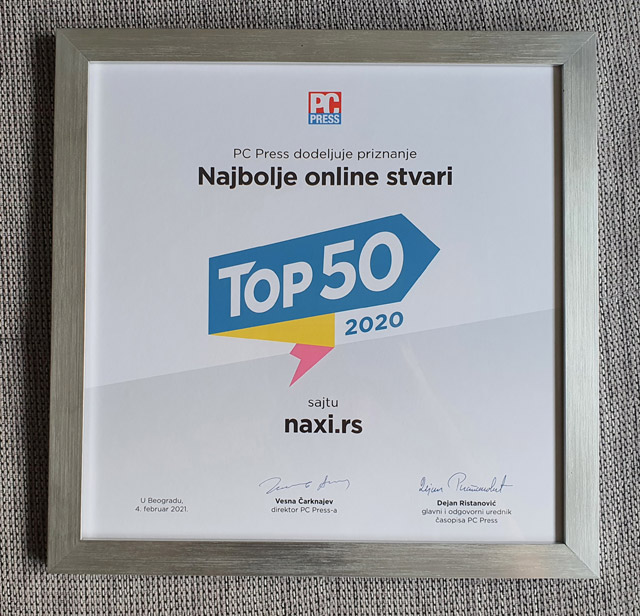 PC
PRESS
PC Press dodeljuje priznanje
Najbolje online stvari
TOP 50
2020
sajtu
naxi.rs
U Beogradu,
4. februar 2021.
Vesna Čarknajev
direktor PC Press-a
Dejan Ristanović
glavni i odgovorni urednik
časopisa PC Press